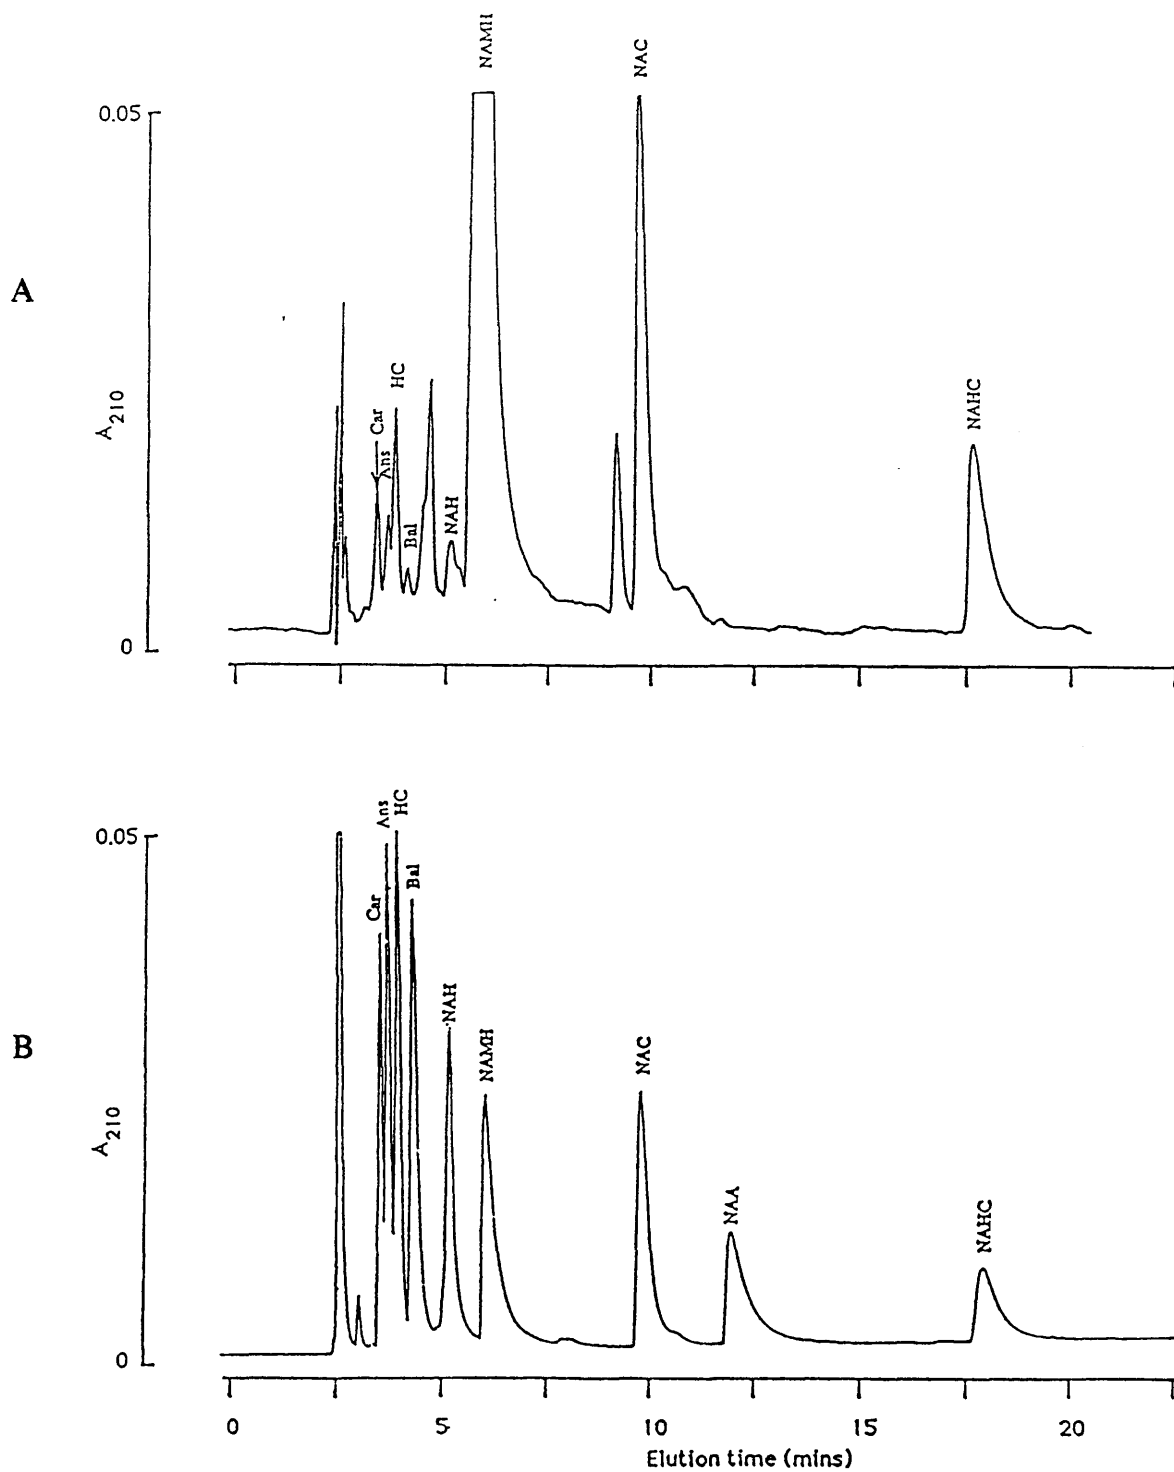 NAMH
NAC
0.05
A
HC
Car
NAHC
A210
Ans
NAH
Bal
0
0.05
Ans
HC
Bal
Car
NAH
B
NAMH
NAC
A210
NAA
NAHC
0
0 5 10 15 20
Elution time (mins)